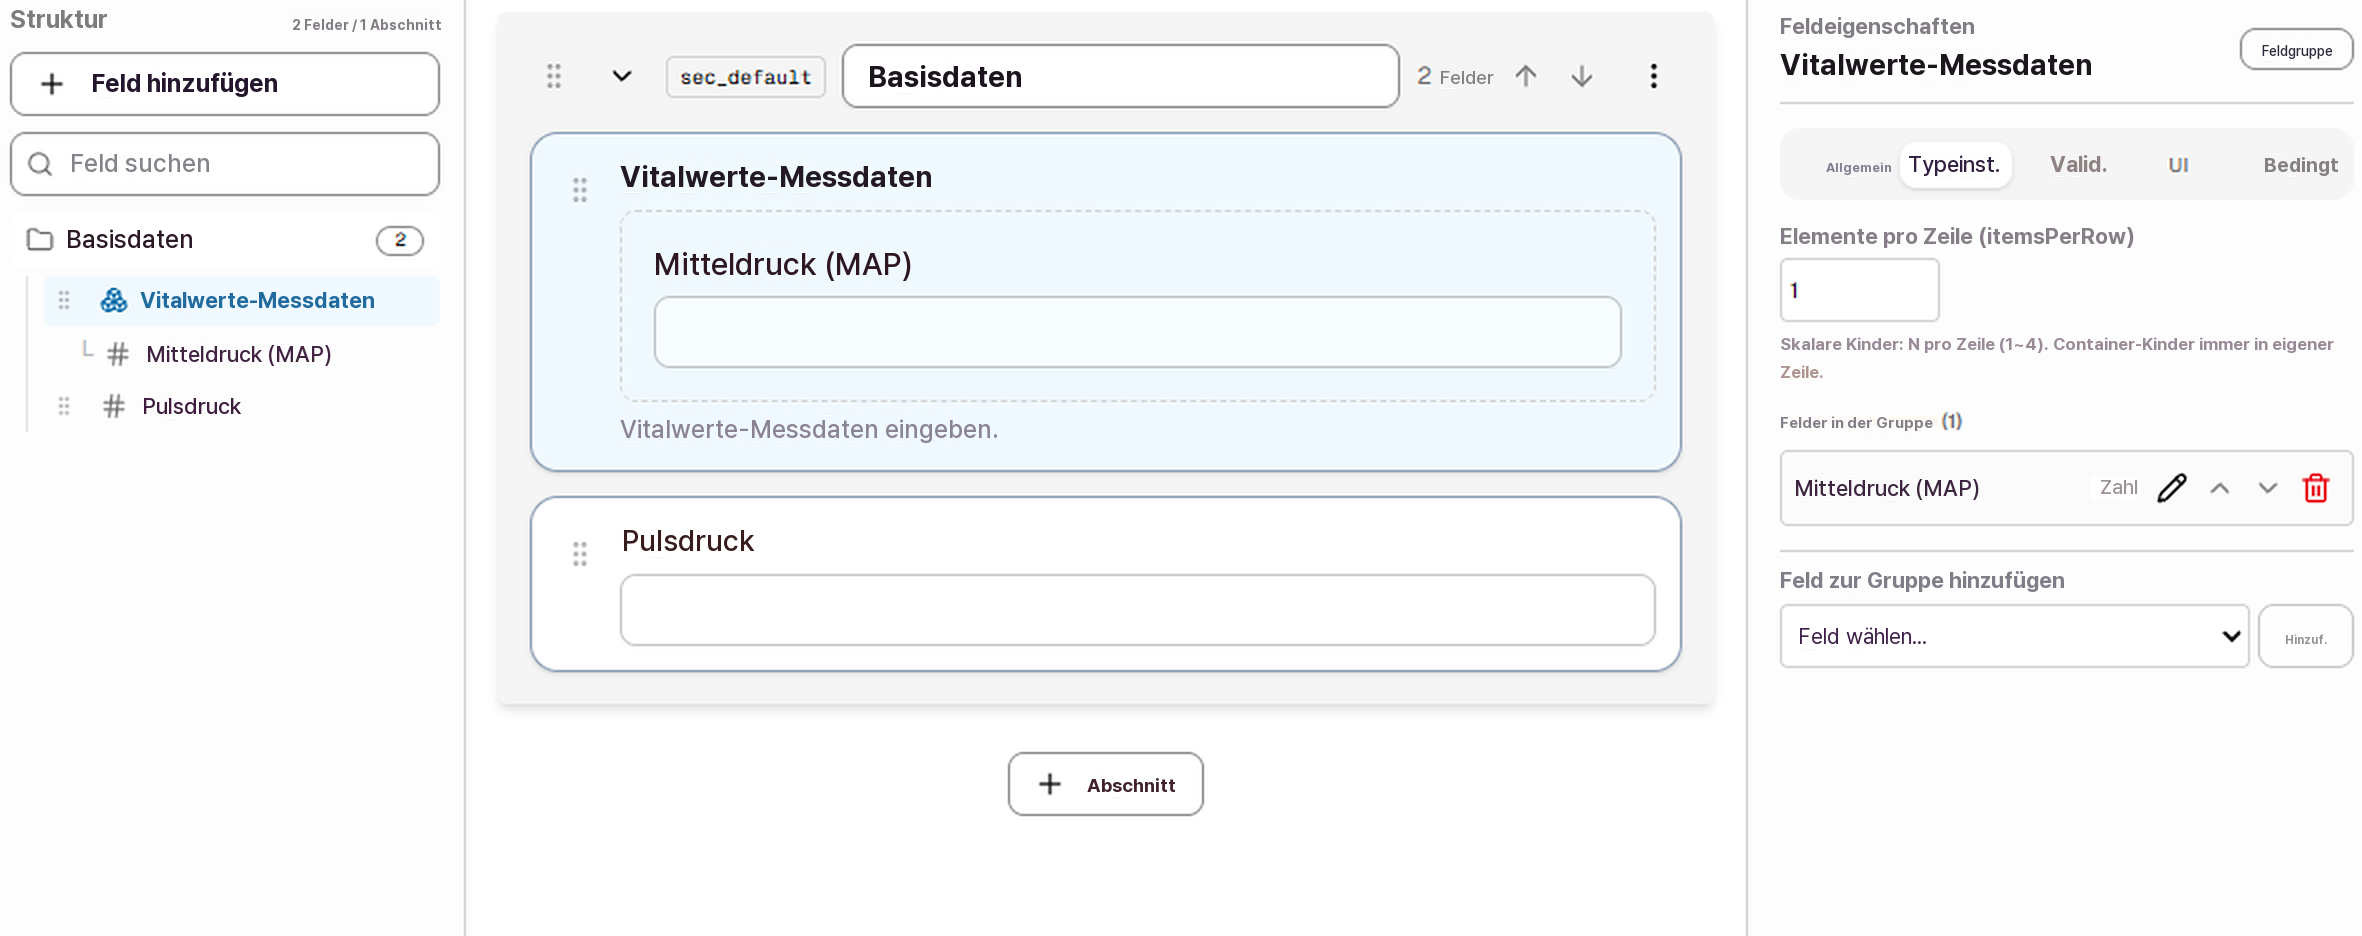 Struktur
2 Felder / 1 Abschnitt
Feld hinzufügen
Feld suchen
Basisdaten
2
Vitalwerte-Messdaten
Mitteldruck (MAP)
Pulsdruck
sec_default
Basisdaten
2 Felder
Vitalwerte-Messdaten
Mitteldruck (MAP)
Vitalwerte-Messdaten eingeben.
Pulsdruck
Abschnitt
Feldeigenschaften
Vitalwerte-Messdaten
Feldgruppe
Allgemein Typeinst. Valid. UI Bedingt
Elemente pro Zeile (itemsPerRow)
1
Skalare Kinder: N pro Zeile (1~4). Container-Kinder immer in eigener
Zeile.
Felder in der Gruppe (1)
Mitteldruck (MAP) Zahl
Feld zur Gruppe hinzufügen
Feld wählen...
Hinzuf.